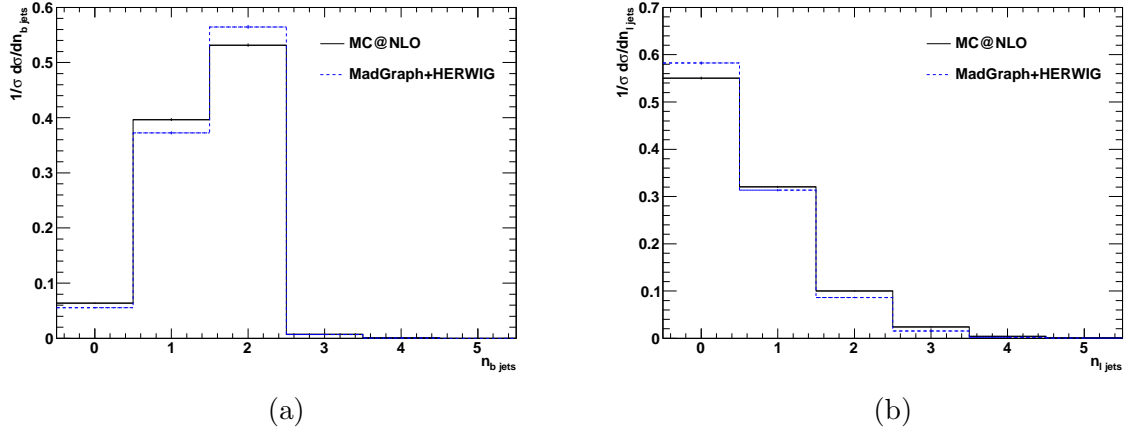 1/σ dσ/dn_b jets
0.6
0.5
0.4
0.3
0.2
0.1
0
MC@NLO
MadGraph+HERWIG
0 1 2 3 4 5
n_b jets
(a)
1/σ dσ/dn_l jets
0.7
0.6
0.5
0.4
0.3
0.2
0.1
0
MC@NLO
MadGraph+HERWIG
0 1 2 3 4 5
n_l jets
(b)